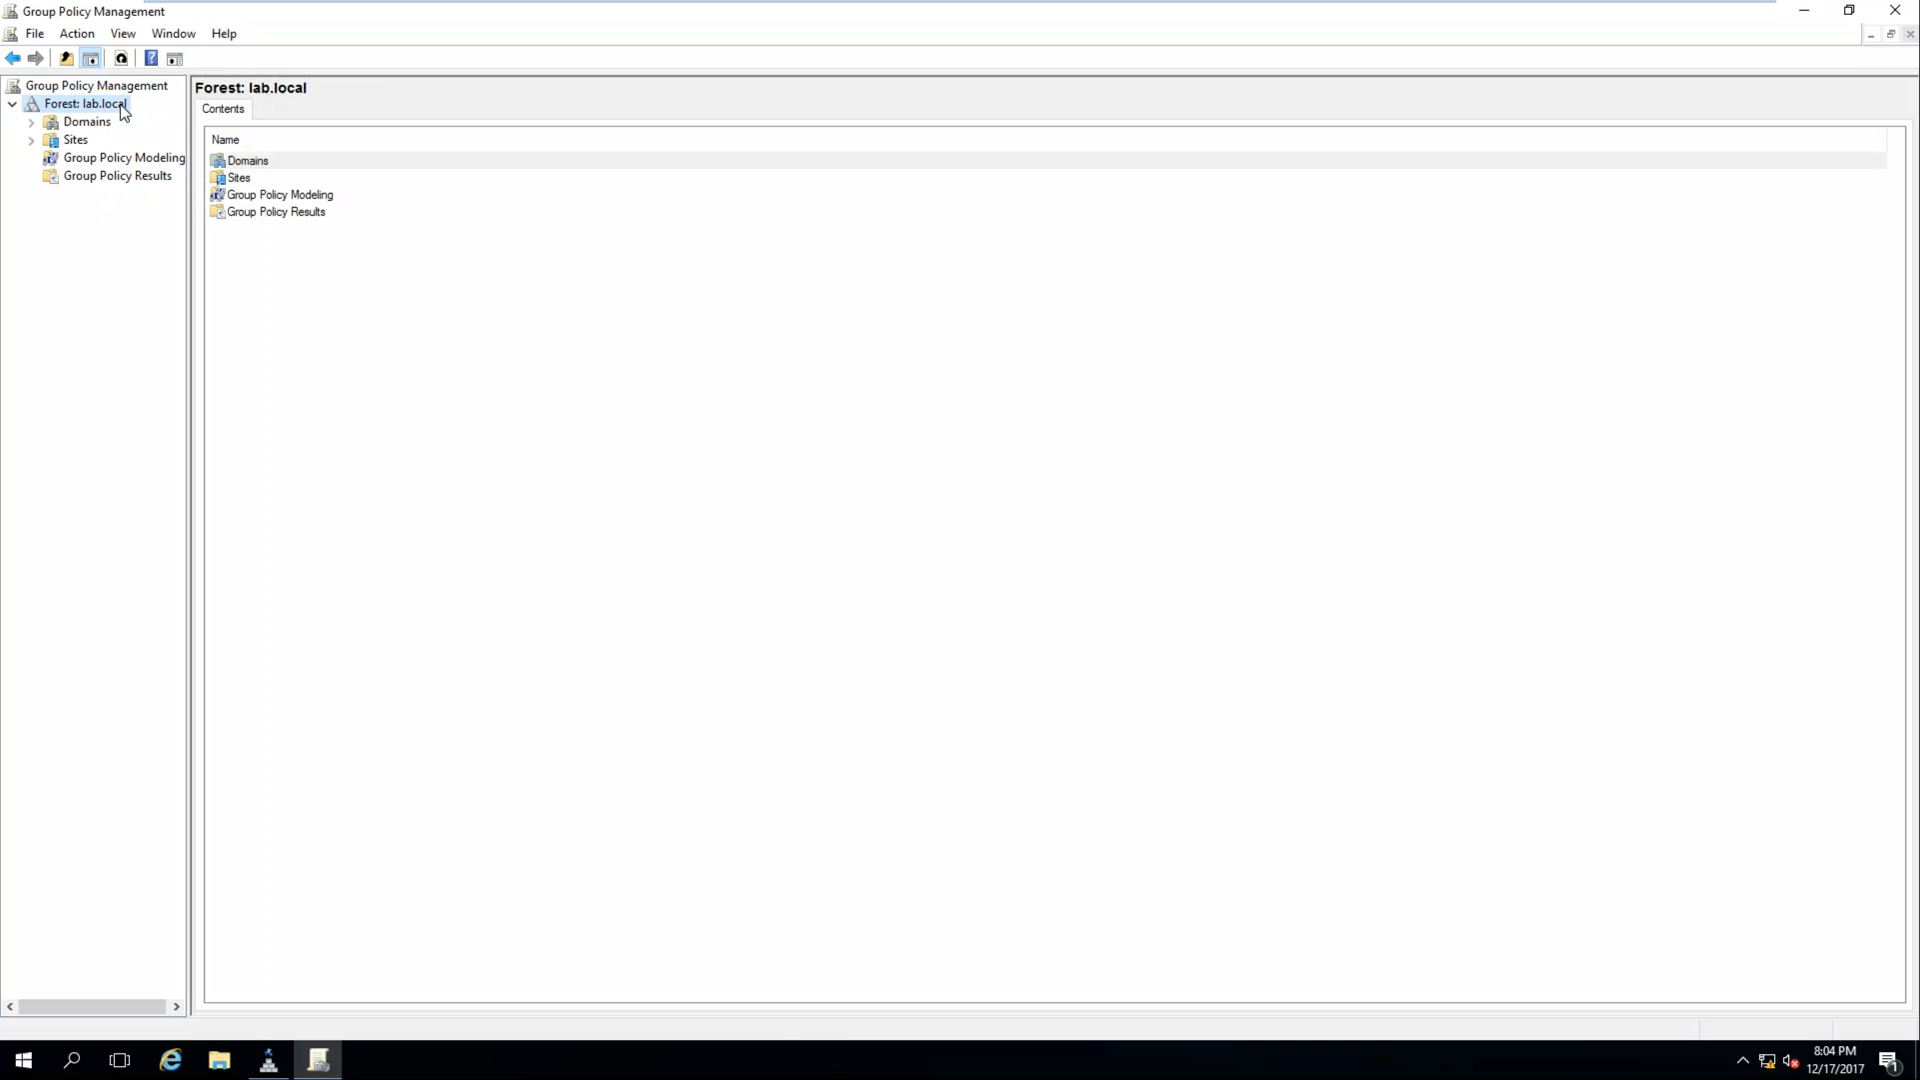 Group Policy Management
File Action View Window Help
Group Policy Management
Forest: lab.local
Domains
Sites
Group Policy Modeling
Group Policy Results
Forest: lab.local
Contents
Name
Domains
Sites
Group Policy Modeling
Group Policy Results
8:04 PM
12/17/2017
1